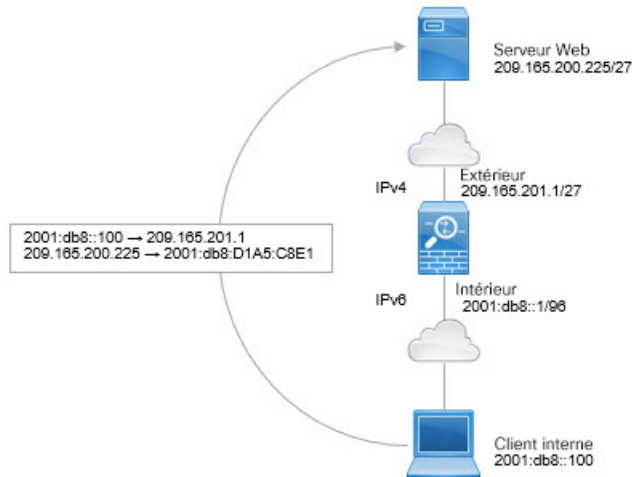 Serveur Web
209.165.200.225/27
IPv4
Extérieur
209.165.201.1/27
2001:db8::100 → 209.165.201.1
209.165.200.225 → 2001:db8:D1A5:C8E1
IPv6
Intérieur
2001:db8::1/96
Client interne
2001:db8::100